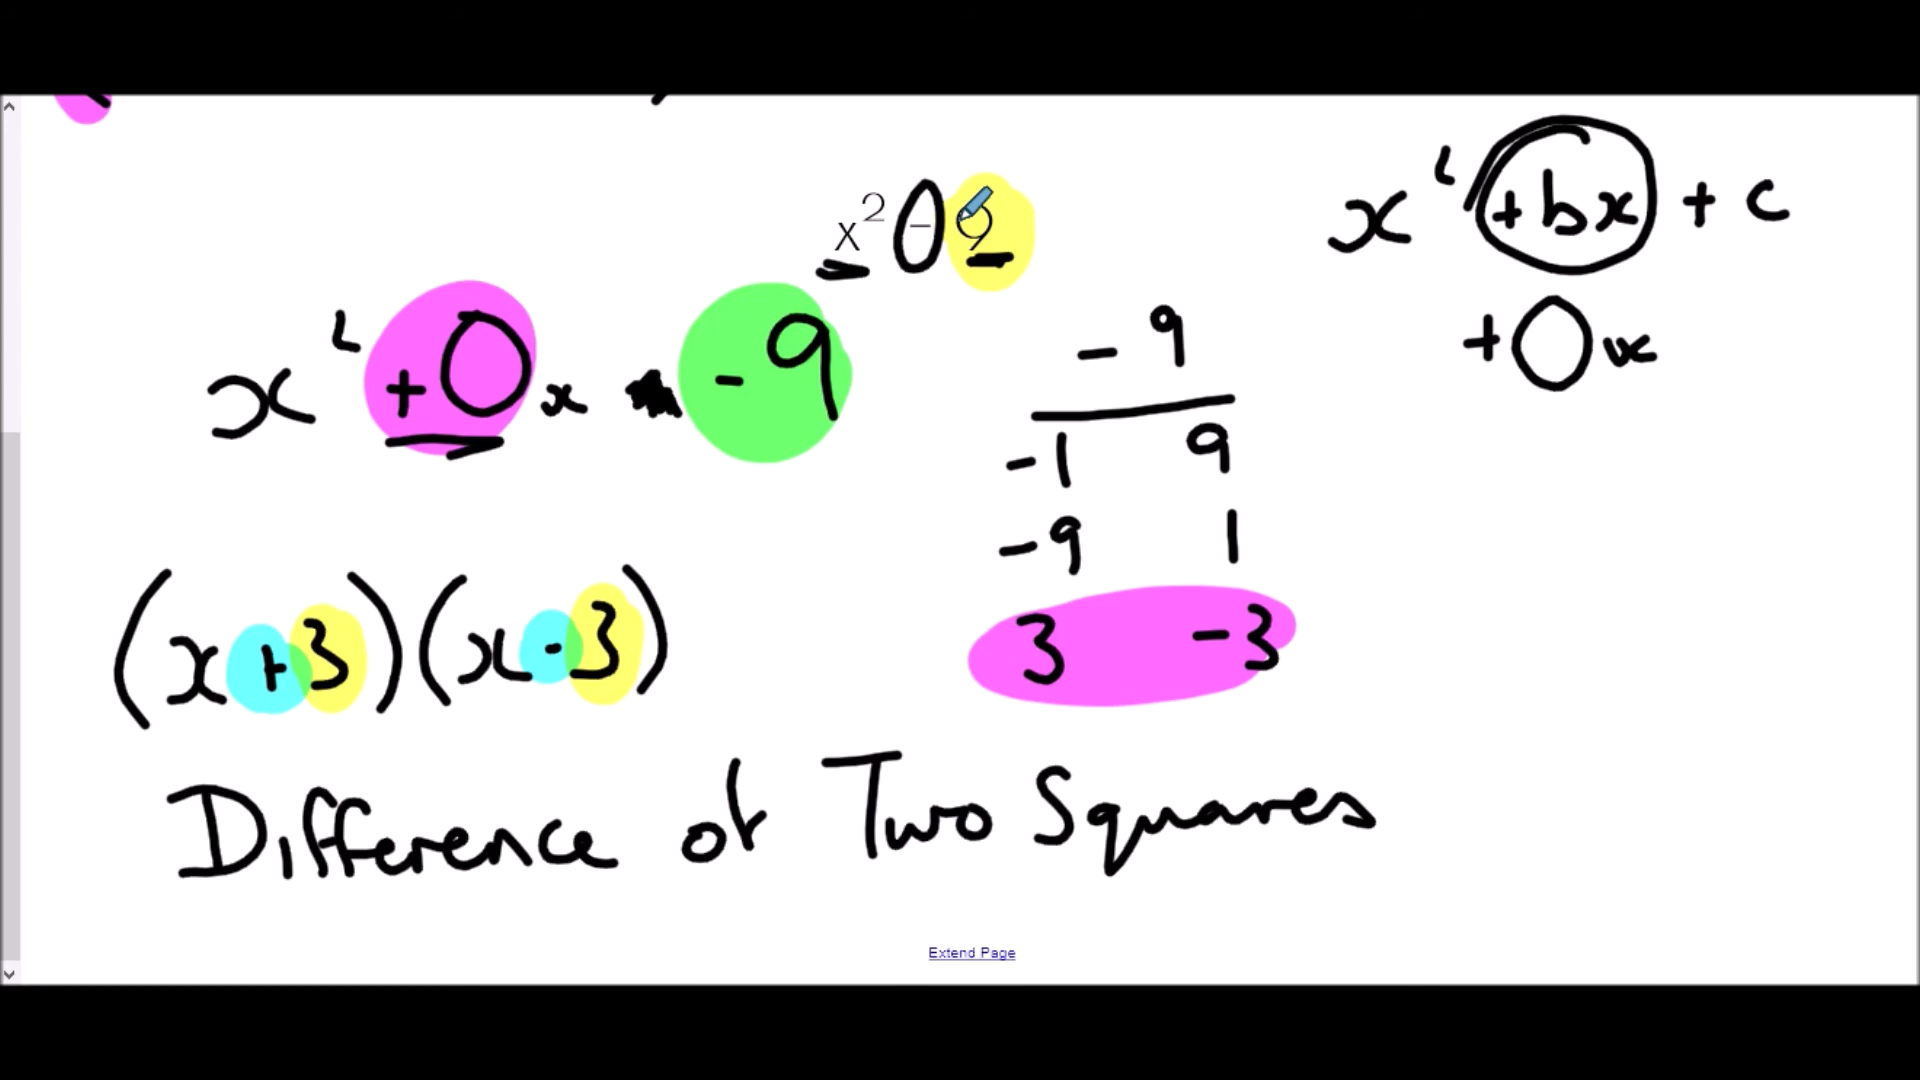 x² - 9
x² + bx + c
+ 0x
x² + 0x - 9
- 9
-1 9
-9 1
3 -3
(x + 3)(x - 3)
Difference of Two Squares
Extend Page